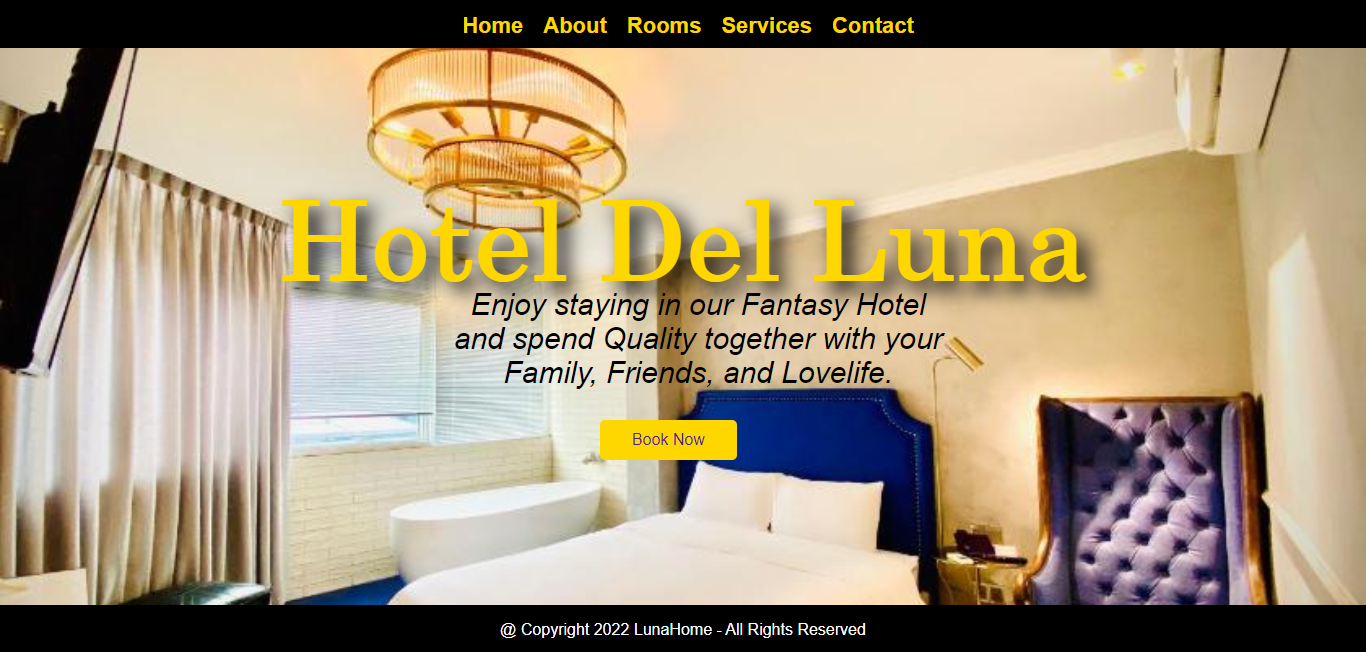 Home About Rooms Services Contact
Hotel Del Luna
Enjoy staying in our Fantasy Hotel
and spend Quality together with your
Family, Friends, and Lovelife.
Book Now
@ Copyright 2022 LunaHome - All Rights Reserved